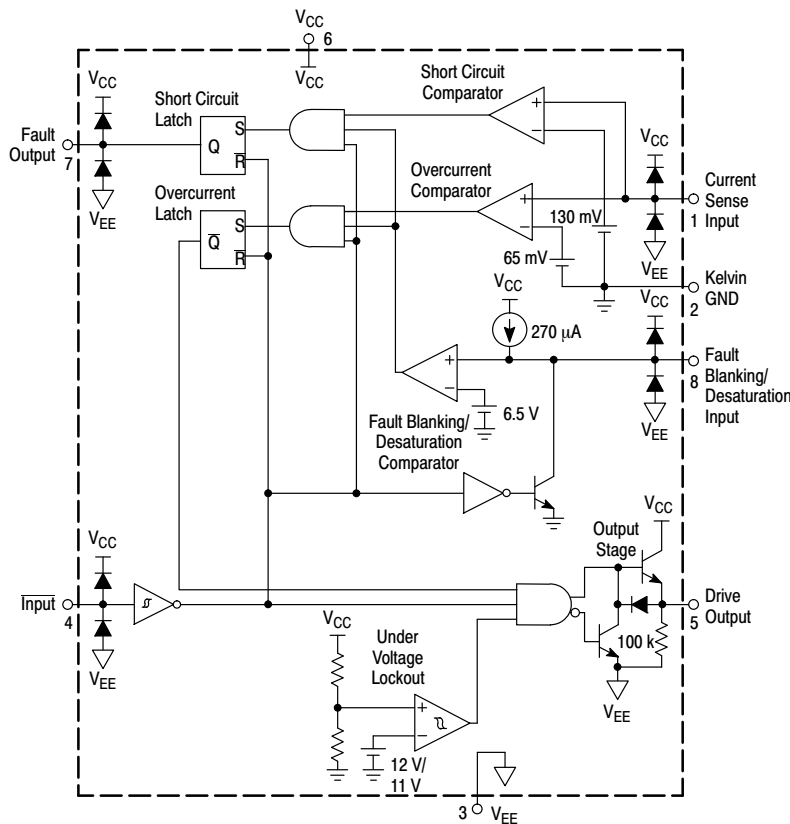 VCC
6
VCC
VCC
Short Circuit
Latch
Short Circuit
Comparator
VCC
Fault
Output
7
S
Q
R̅
+
−
VEE
Overcurrent
Latch
Overcurrent
Comparator
130 mV
Current
Sense
Input
1
S
Q̅
R̅
+
−
65 mV
VEE
Kelvin
GND
2
VCC
VCC
270 μA
+
−
6.5 V
Fault
Blanking/
Desaturation
Input
8
VEE
Fault Blanking/
Desaturation
Comparator
VCC
VCC
Output
Stage
I̅n̅p̅u̅t̅
4
VEE
Drive
Output
5
100 k
VCC
Under
Voltage
Lockout
VEE
+
−
12 V/
11 V
3
VEE